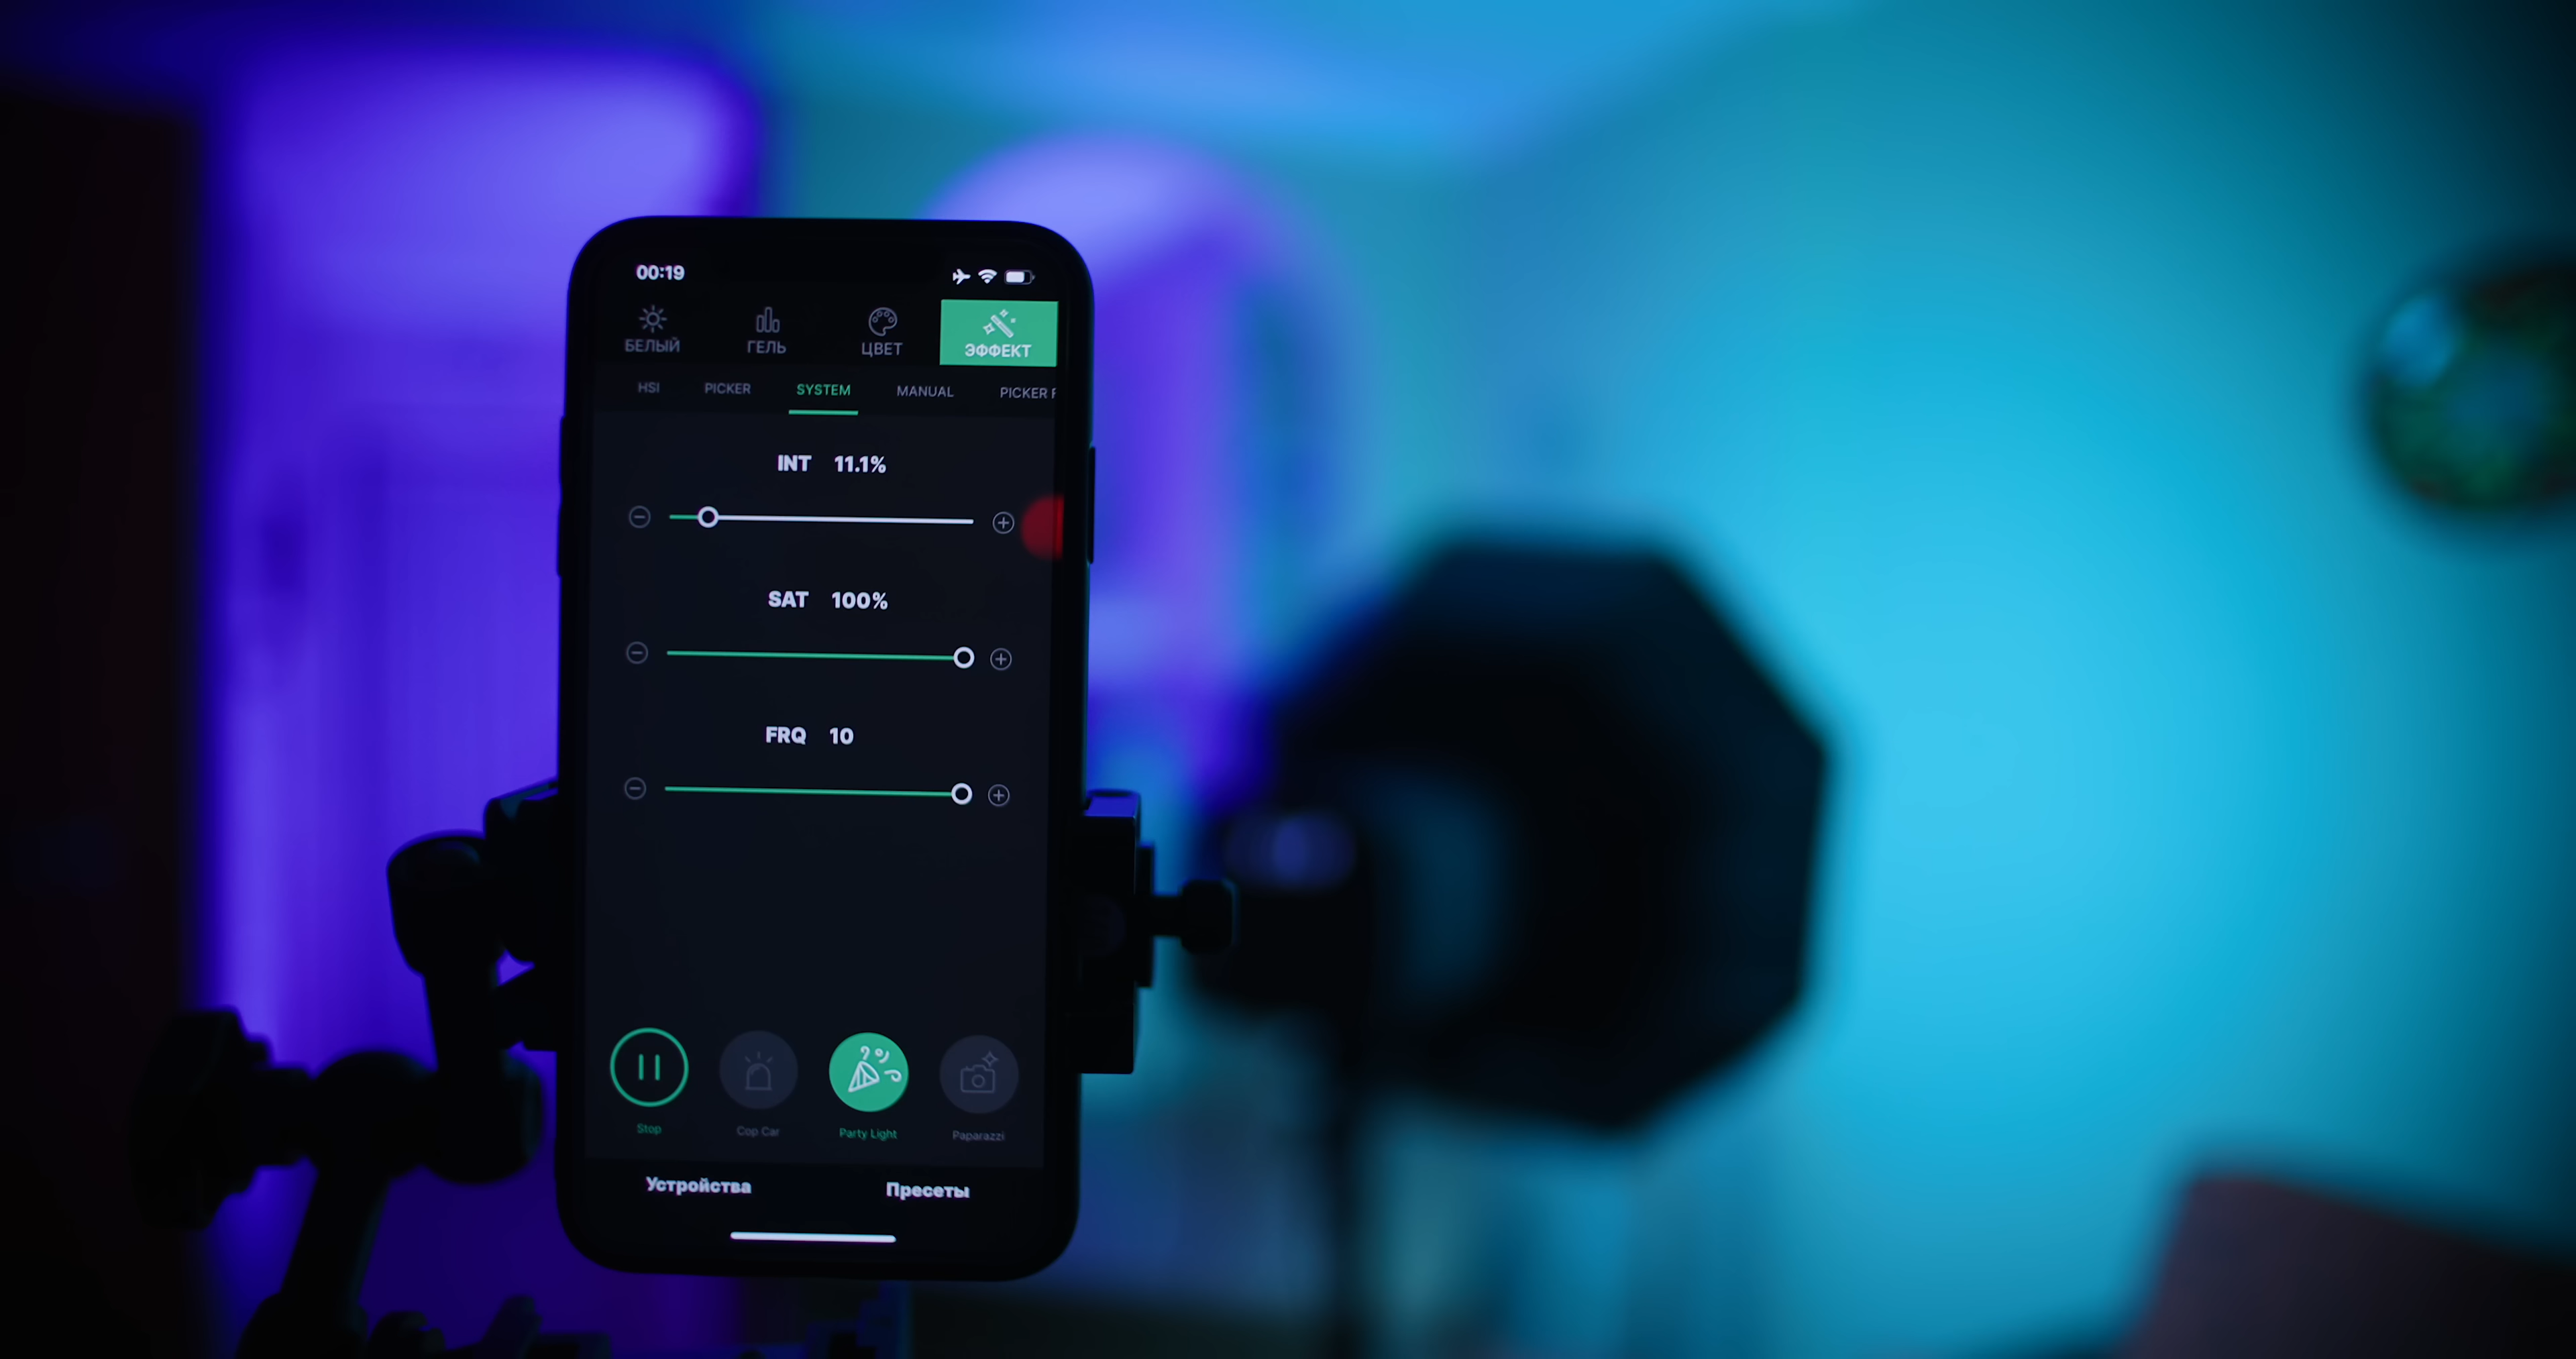 00:19
БЕЛЫЙ ГЕЛЬ ЦВЕТ ЭФФЕКТ
HSI PICKER SYSTEM MANUAL PICKER F
INT 11.1%
SAT 100%
FRQ 10
Stop Cop Car Party Light Paparazzi
Устройства Пресеты